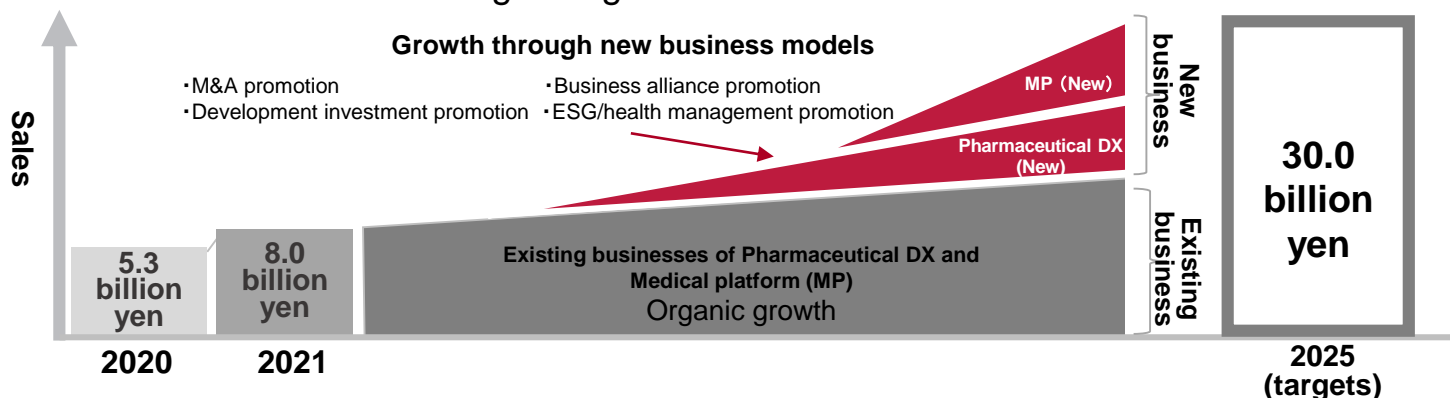 Growth through new business models
・M&A promotion
・Business alliance promotion
・Development investment promotion
・ESG/health management promotion
Sales
MP (New)
Pharmaceutical DX
(New)
New
business
Existing
business
Existing businesses of Pharmaceutical DX and
Medical platform (MP)
Organic growth
5.3
billion
yen
8.0
billion
yen
30.0
billion
yen
2020
2021
2025
(targets)